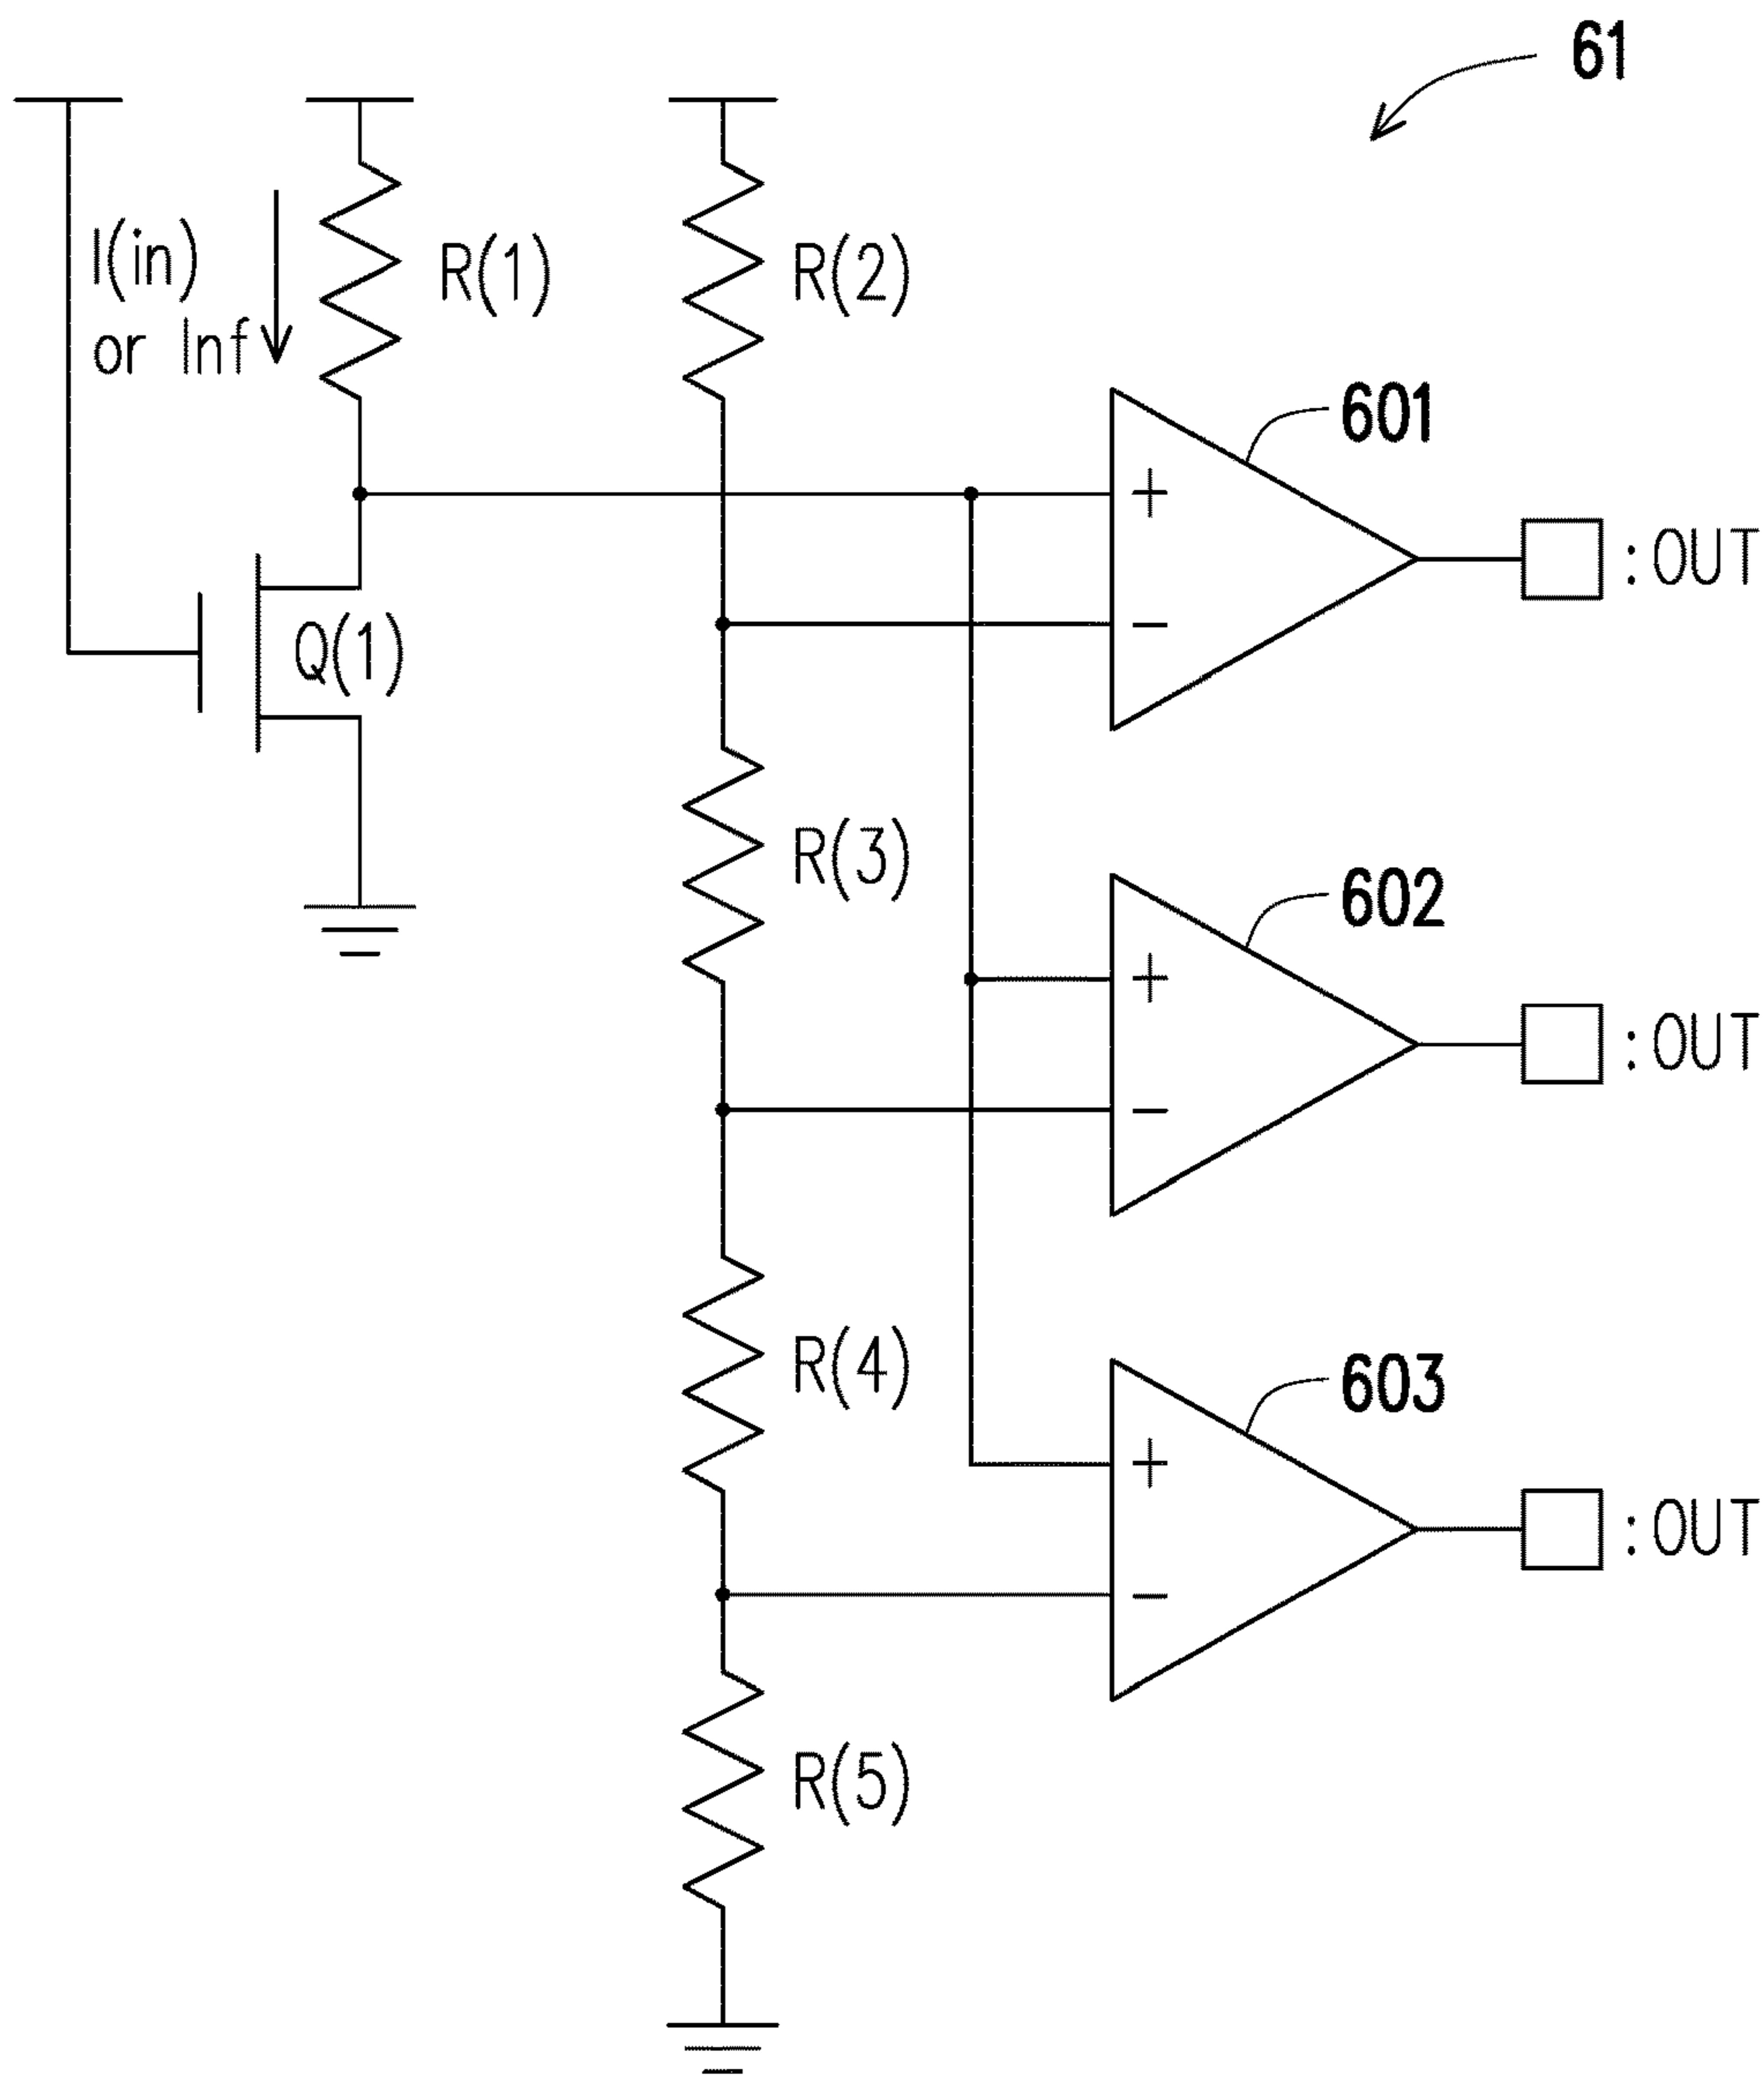 61
I(in)
or Inf
R(1)
R(2)
601
+
: OUT
Q(1)
−
R(3)
602
+
: OUT
−
R(4)
603
+
: OUT
−
R(5)